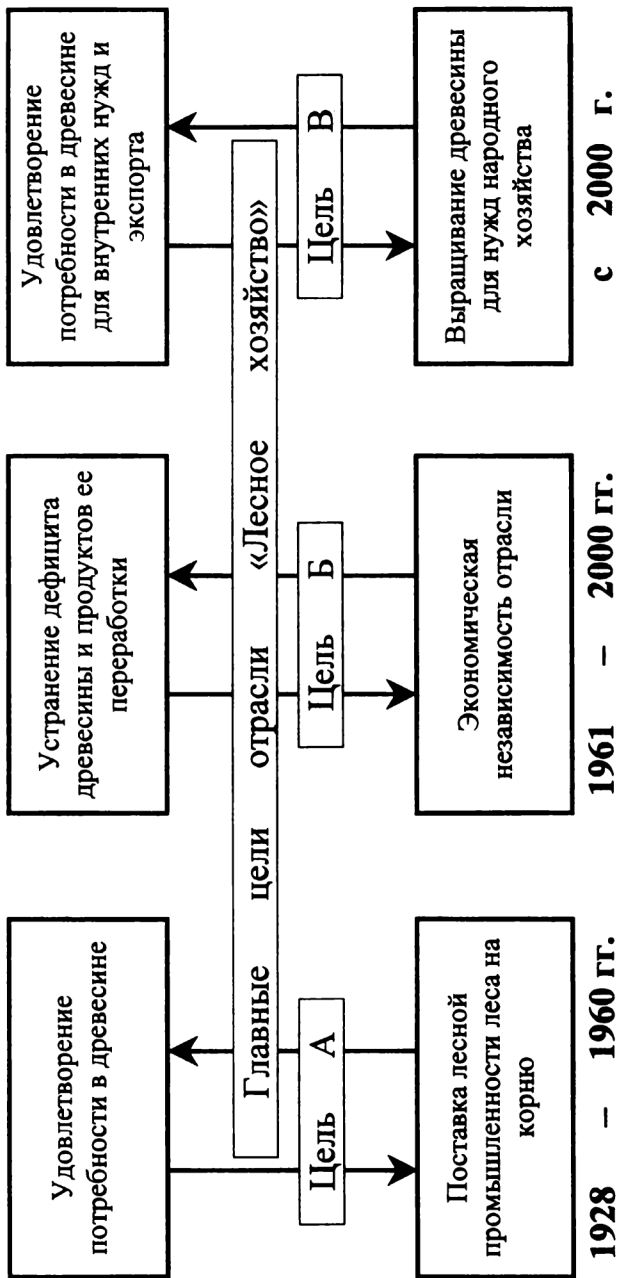 Удовлетворение
потребности в древесине
Устранение дефицита
древесины и продуктов ее
переработки
Удовлетворение
потребности в древесине
для внутренних нужд и
экспорта
Главные цели отрасли «Лесное хозяйство»
Цель А
Цель Б
Цель В
Поставка лесной
промышленности леса на
корню
Экономическая
независимость отрасли
Выращивание древесины
для нужд народного
хозяйства
1928 – 1960 гг.
1961 – 2000 гг.
с 2000 г.